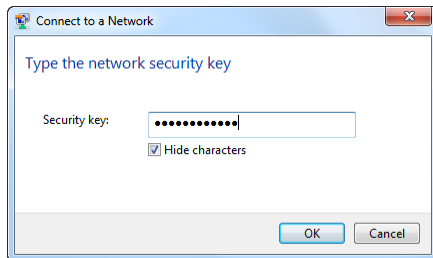 Connect to a Network
Type the network security key
Security key: ••••••••••••
Hide characters
OK Cancel